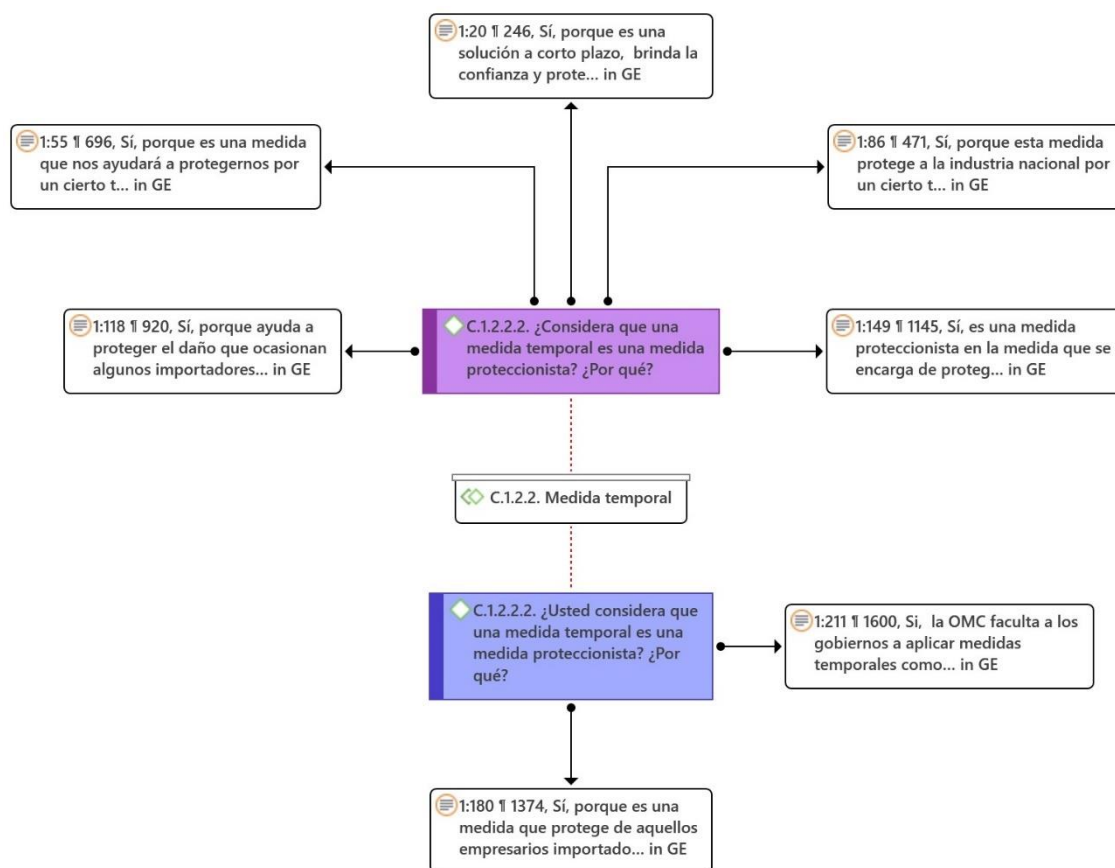 1:20 ¶ 246, Sí, porque es una
solución a corto plazo,  brinda la
confianza y prote... in GE
1:55 ¶ 696, Sí, porque es una medida
que nos ayudará a protegernos por
un cierto t... in GE
1:86 ¶ 471, Sí, porque esta medida
protege a la industria nacional por
un cierto t... in GE
1:118 ¶ 920, Sí, porque ayuda a
proteger el daño que ocasionan
algunos importadores... in GE
C.1.2.2.2. ¿Considera que una
medida temporal es una medida
proteccionista? ¿Por qué?
1:149 ¶ 1145, Sí, es una medida
proteccionista en la medida que se
encarga de proteg... in GE
C.1.2.2. Medida temporal
C.1.2.2.2. ¿Usted considera que
una medida temporal es una
medida proteccionista? ¿Por
qué?
1:211 ¶ 1600, Si,  la OMC faculta a los
gobiernos a aplicar medidas
temporales como... in GE
1:180 ¶ 1374, Sí, porque es una
medida que protege de aquellos
empresarios importado... in GE